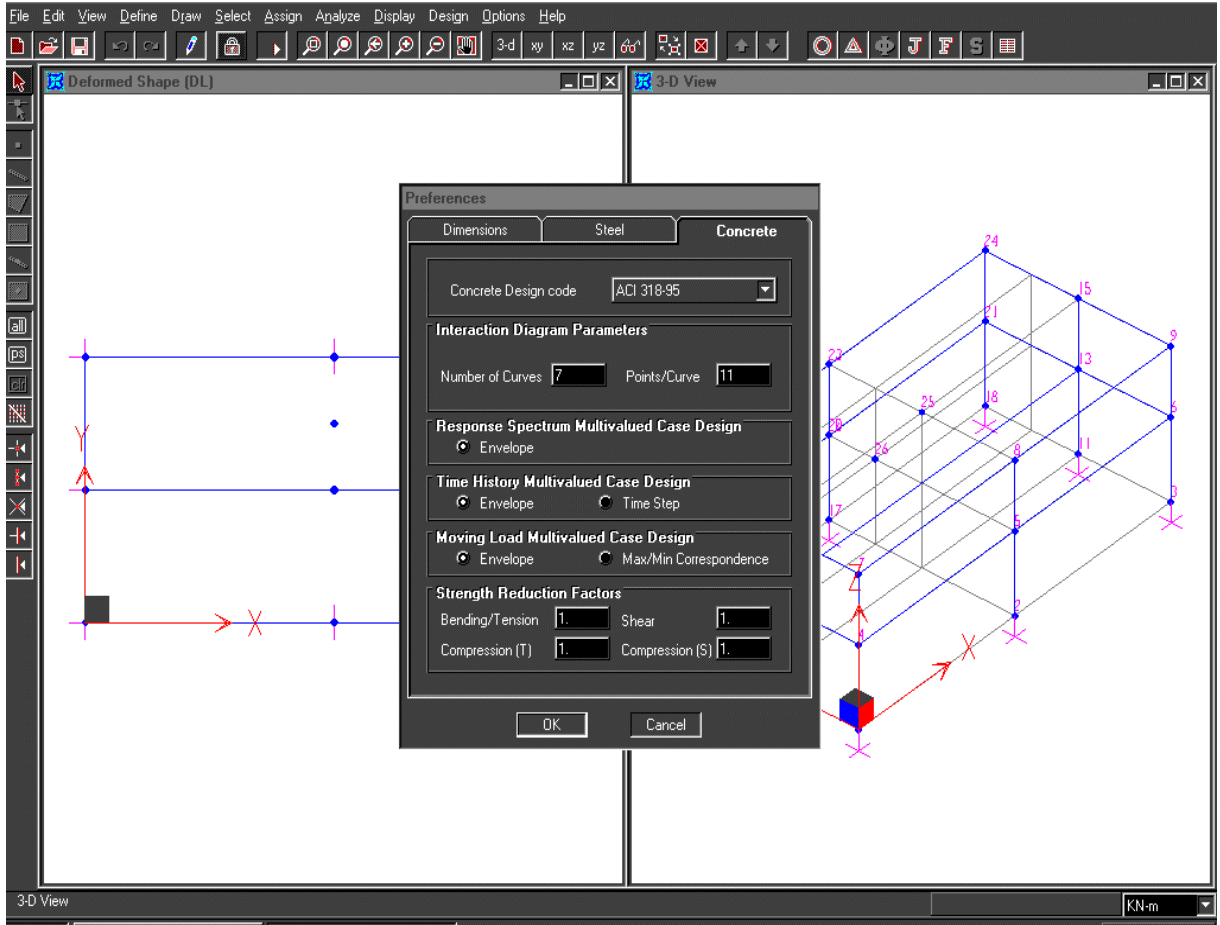 File Edit View Define Draw Select Assign Analyze Display Design Options Help
3-d xy xz yz
J F S
Deformed Shape (DL)
3-D View
all
ps
clr
Y
X
Preferences
Dimensions Steel Concrete
Concrete Design code ACI 318-95
Interaction Diagram Parameters
Number of Curves 7 Points/Curve 11
Response Spectrum Multivalued Case Design
Envelope
Time History Multivalued Case Design
Envelope Time Step
Moving Load Multivalued Case Design
Envelope Max/Min Correspondence
Strength Reduction Factors
Bending/Tension 1. Shear 1.
Compression (T) 1. Compression (S) 1.
OK Cancel
24
15
21
9
23
13
25
18
6
20
26
8
11
17
5
3
7
Z
2
4
X
3-D View
KN-m